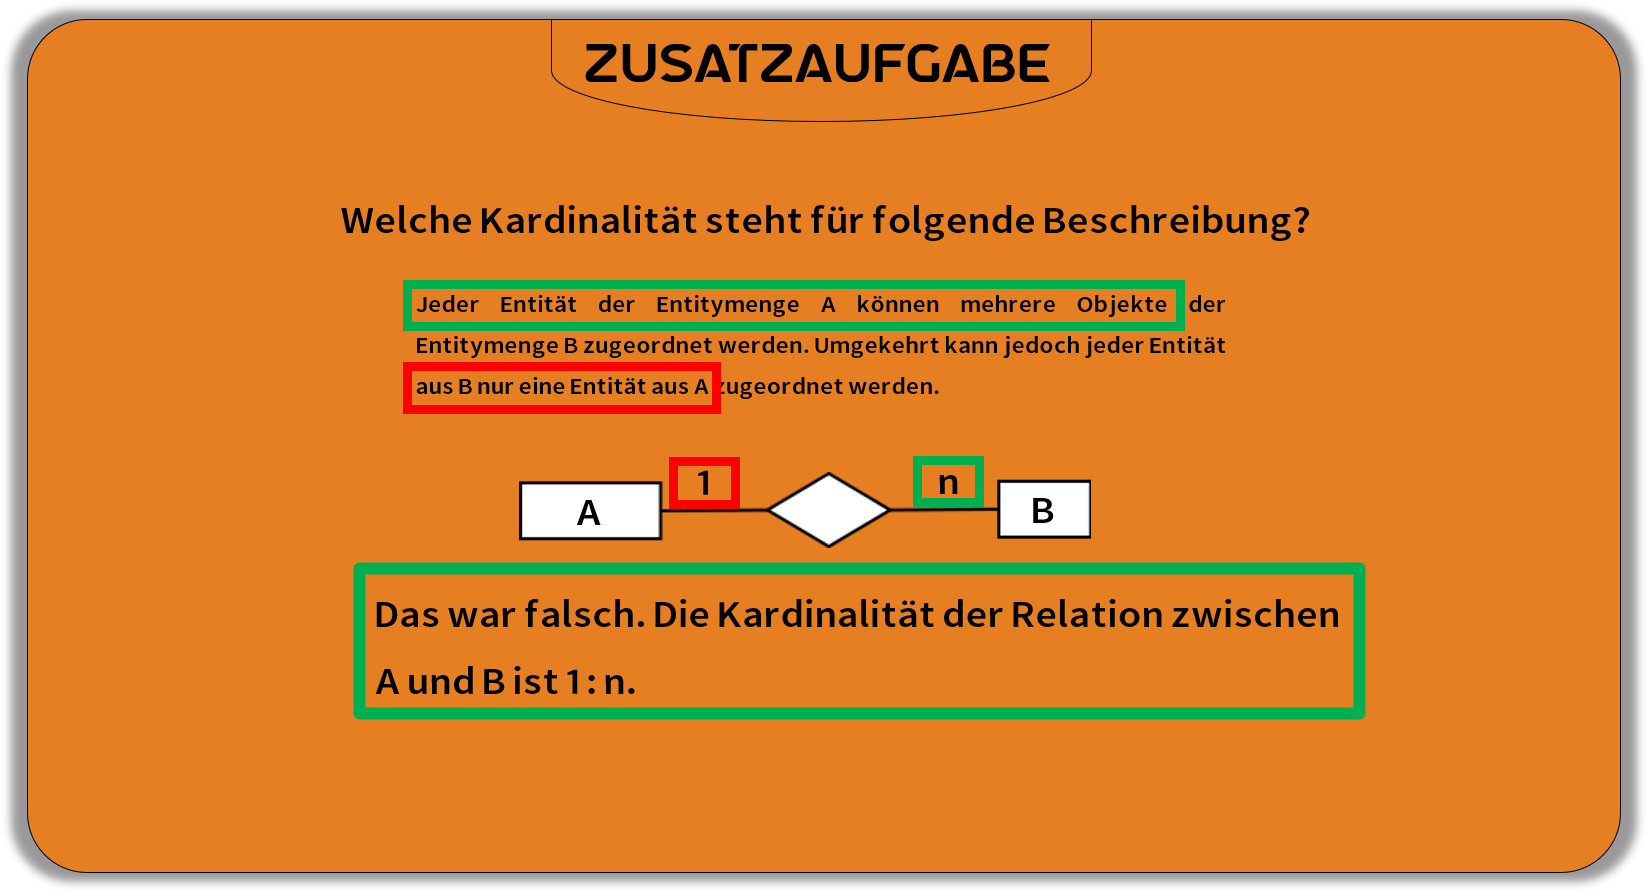 ZUSATZAUFGABE
Welche Kardinalität steht für folgende Beschreibung?
Jeder Entität der Entitymenge A können mehrere Objekte der
Entitymenge B zugeordnet werden. Umgekehrt kann jedoch jeder Entität
aus B nur eine Entität aus A zugeordnet werden.
1
n
A
B
Das war falsch. Die Kardinalität der Relation zwischen
A und B ist 1 : n.